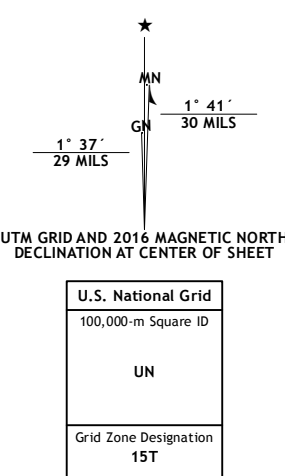 MN
1° 41´
30 MILS
GN
1° 37´
29 MILS
UTM GRID AND 2016 MAGNETIC NORTH
DECLINATION AT CENTER OF SHEET
U.S. National Grid
100,000-m Square ID
UN
Grid Zone Designation
15T